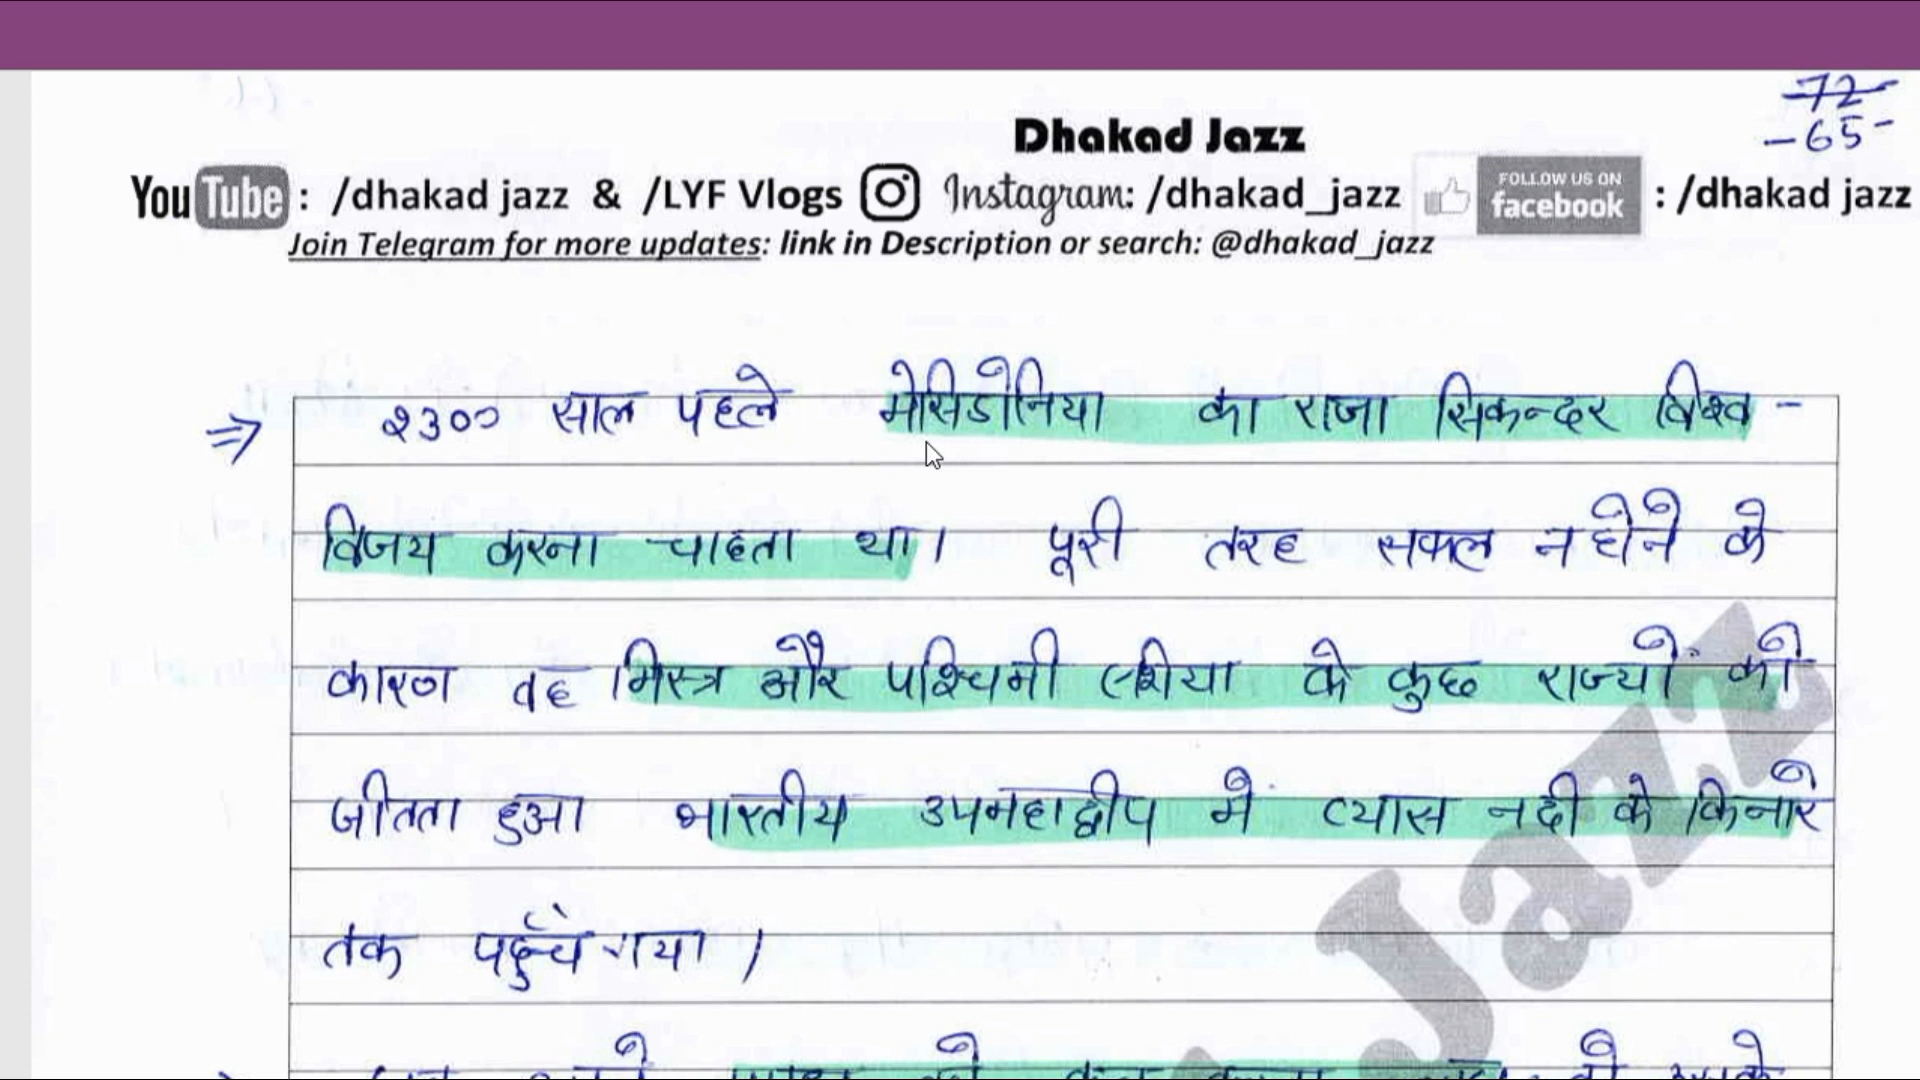 72
-65-
Dhakad Jazz
YouTube : /dhakad jazz & /LYF Vlogs Instagram: /dhakad_jazz FOLLOW US ON facebook : /dhakad jazz
Join Telegram for more updates: link in Description or search: @dhakad_jazz
⇒ २३०० साल पहले मेसिडोनिया का राजा सिकन्दर विश्व -
विजय करना चाहता था। पूरी तरह सफल न होने के
कारण वह मिस्त्र और पश्चिमी एशिया के कुछ राज्यों को
जीतता हुआ भारतीय उपमहाद्वीप में व्यास नदी के किनारे
तक पहुँच गया।
Jazz